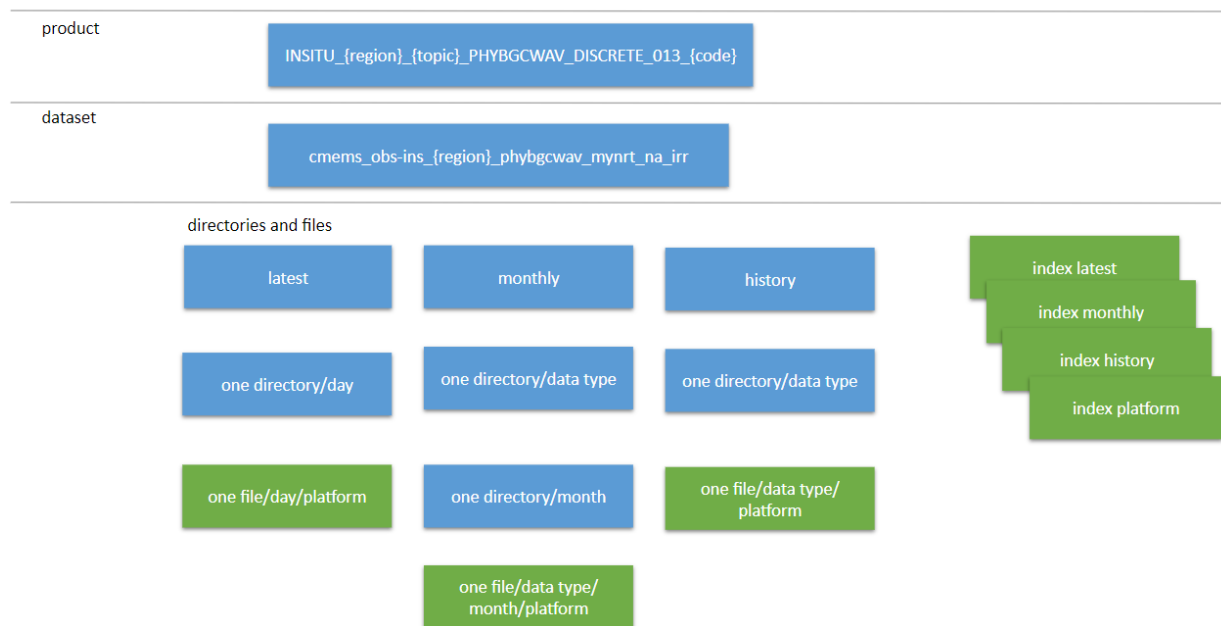 product
INSITU_{region}_{topic}_PHYBGCWAV_DISCRETE_013_{code}
dataset
cmems_obs-ins_{region}_phybgcwav_mynrt_na_irr
directories and files
latest
monthly
history
index latest
index monthly
index history
index platform
one directory/day
one directory/data type
one directory/data type
one file/day/platform
one directory/month
one file/data type/
platform
one file/data type/
month/platform